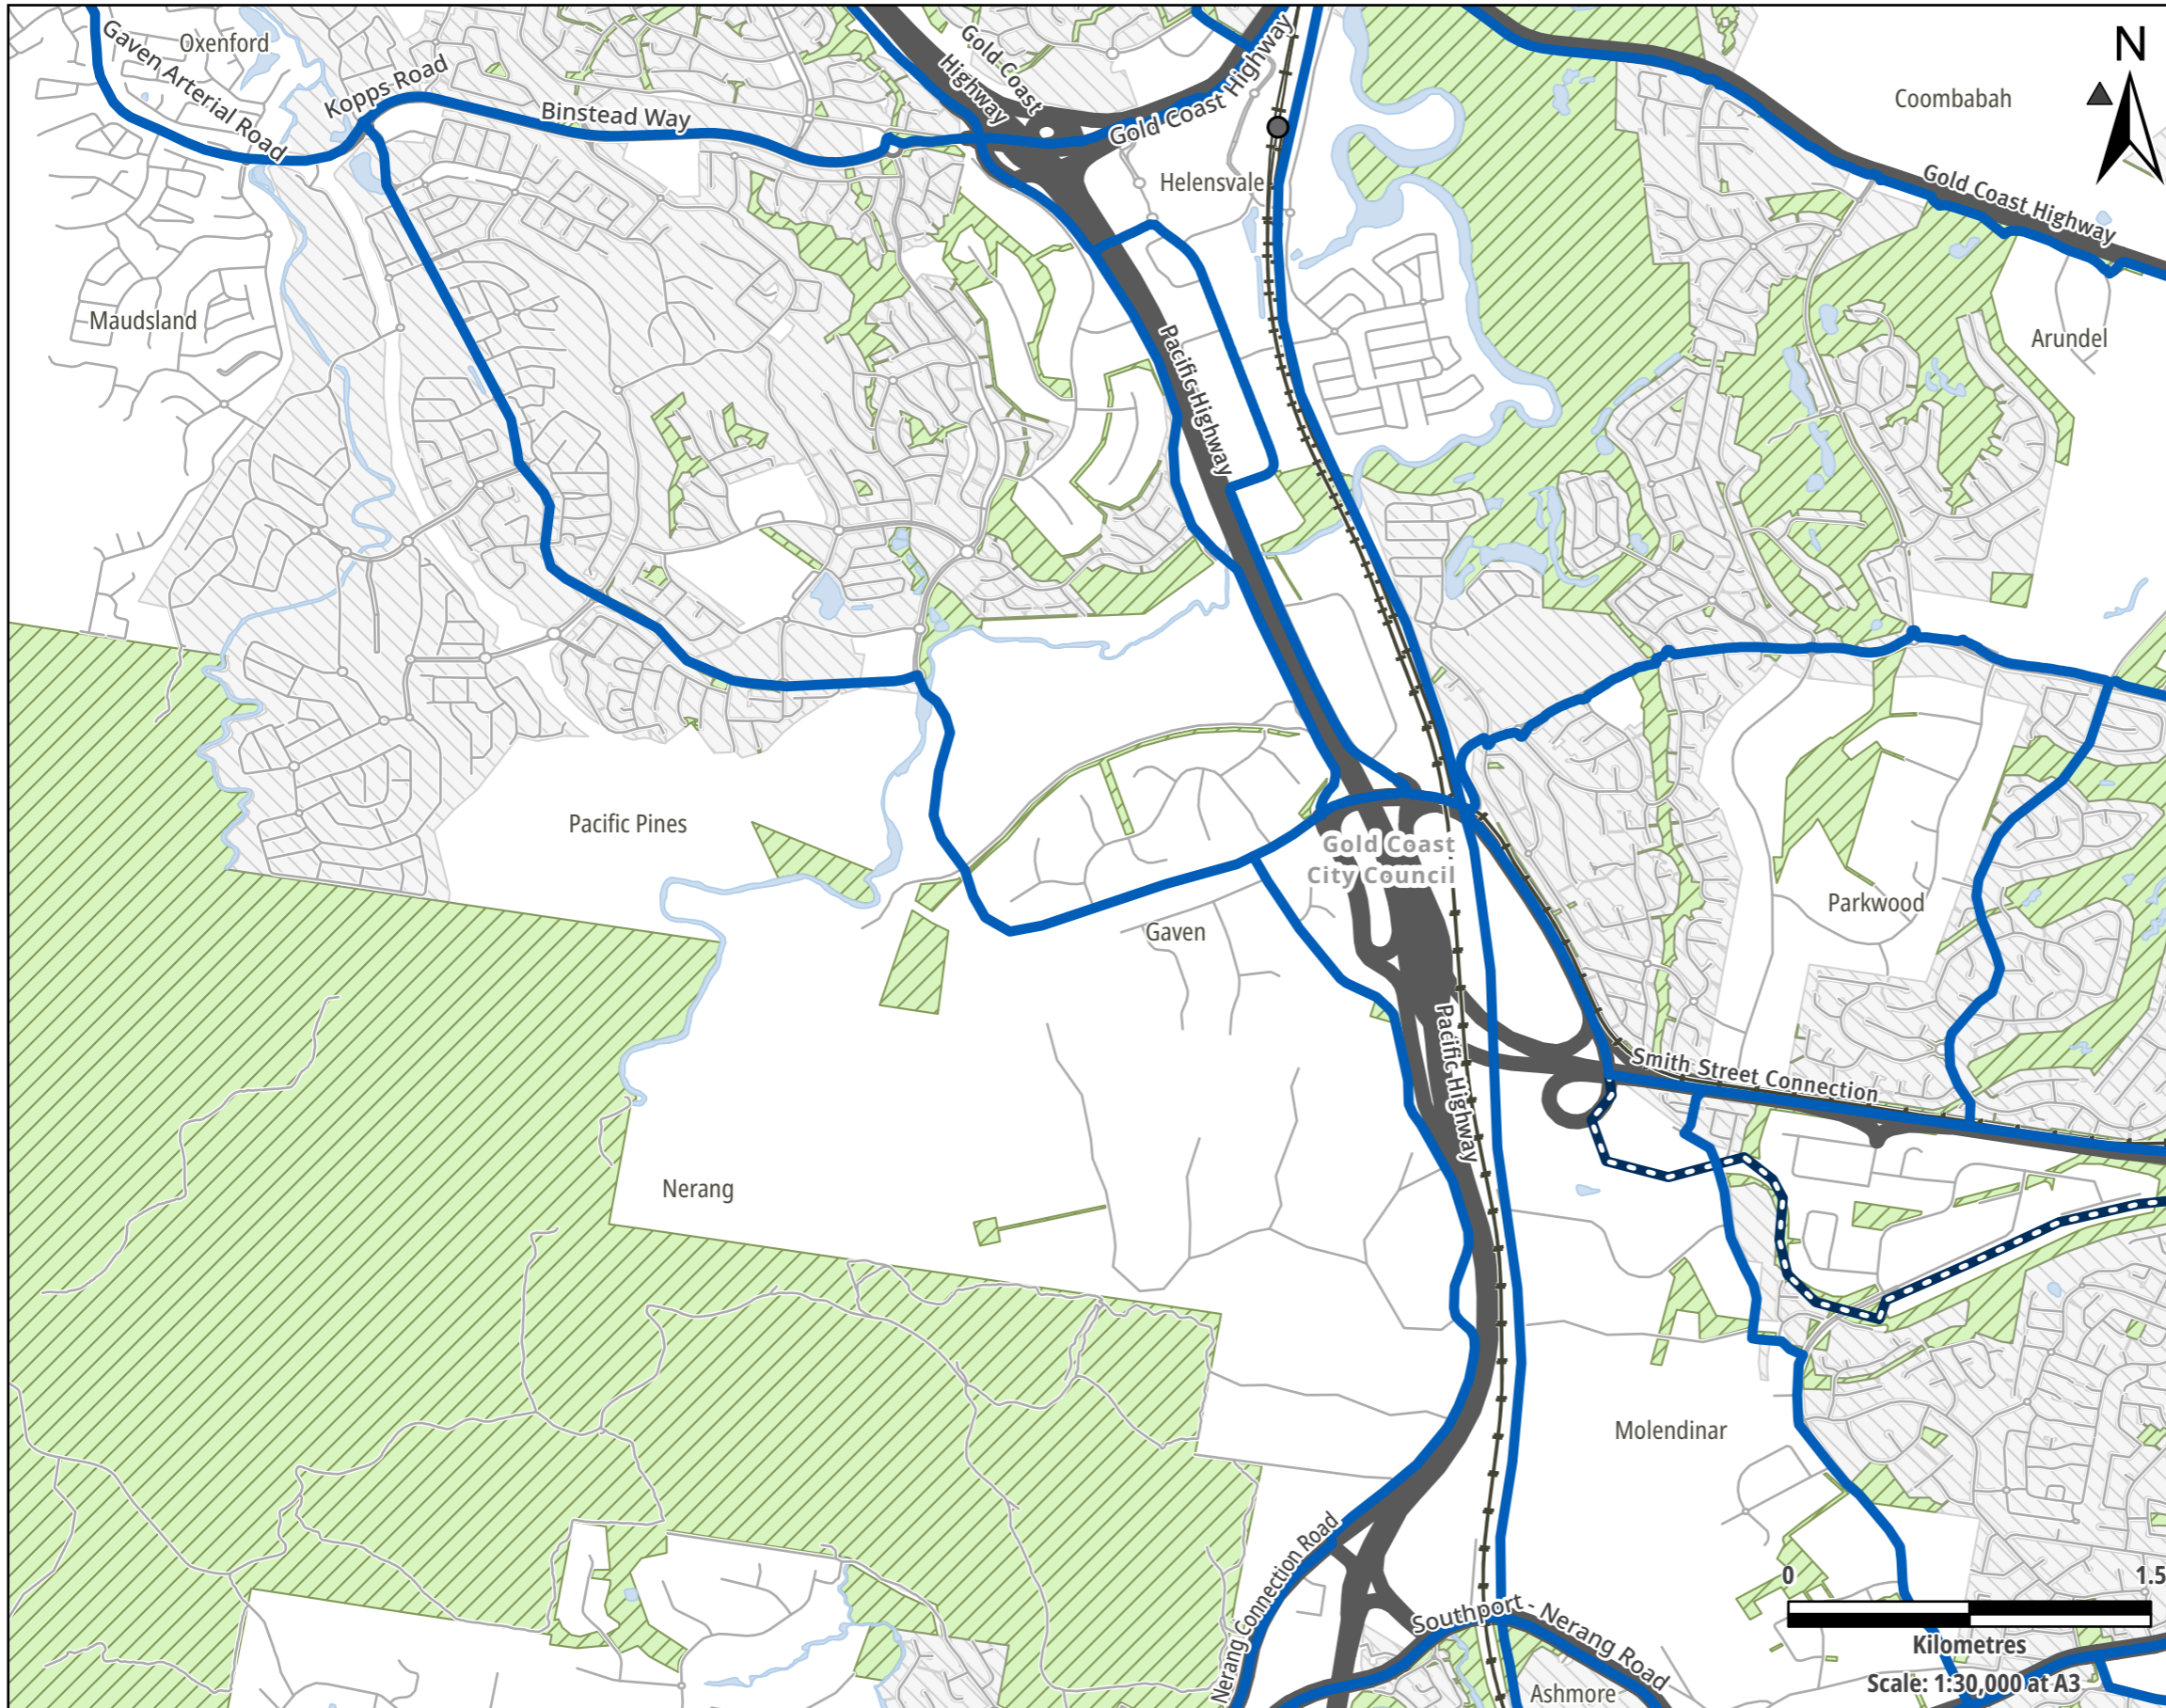 Oxenford
Gaven Arterial Road
Kopps Road
Binstead Way
Gold Coast
Highway
Gold Coast Highway
N
Coombabah
Helensvale
Gold Coast Highway
Maudsland
Arundel
Pacific Highway
Pacific Pines
Gold Coast
City Council
Parkwood
Gaven
Pacific Highway
Smith Street Connection
Nerang
Molendinar
Nerang Connection Road
Southport - Nerang Road
Ashmore
0 1.5
Kilometres
Scale: 1:30,000 at A3